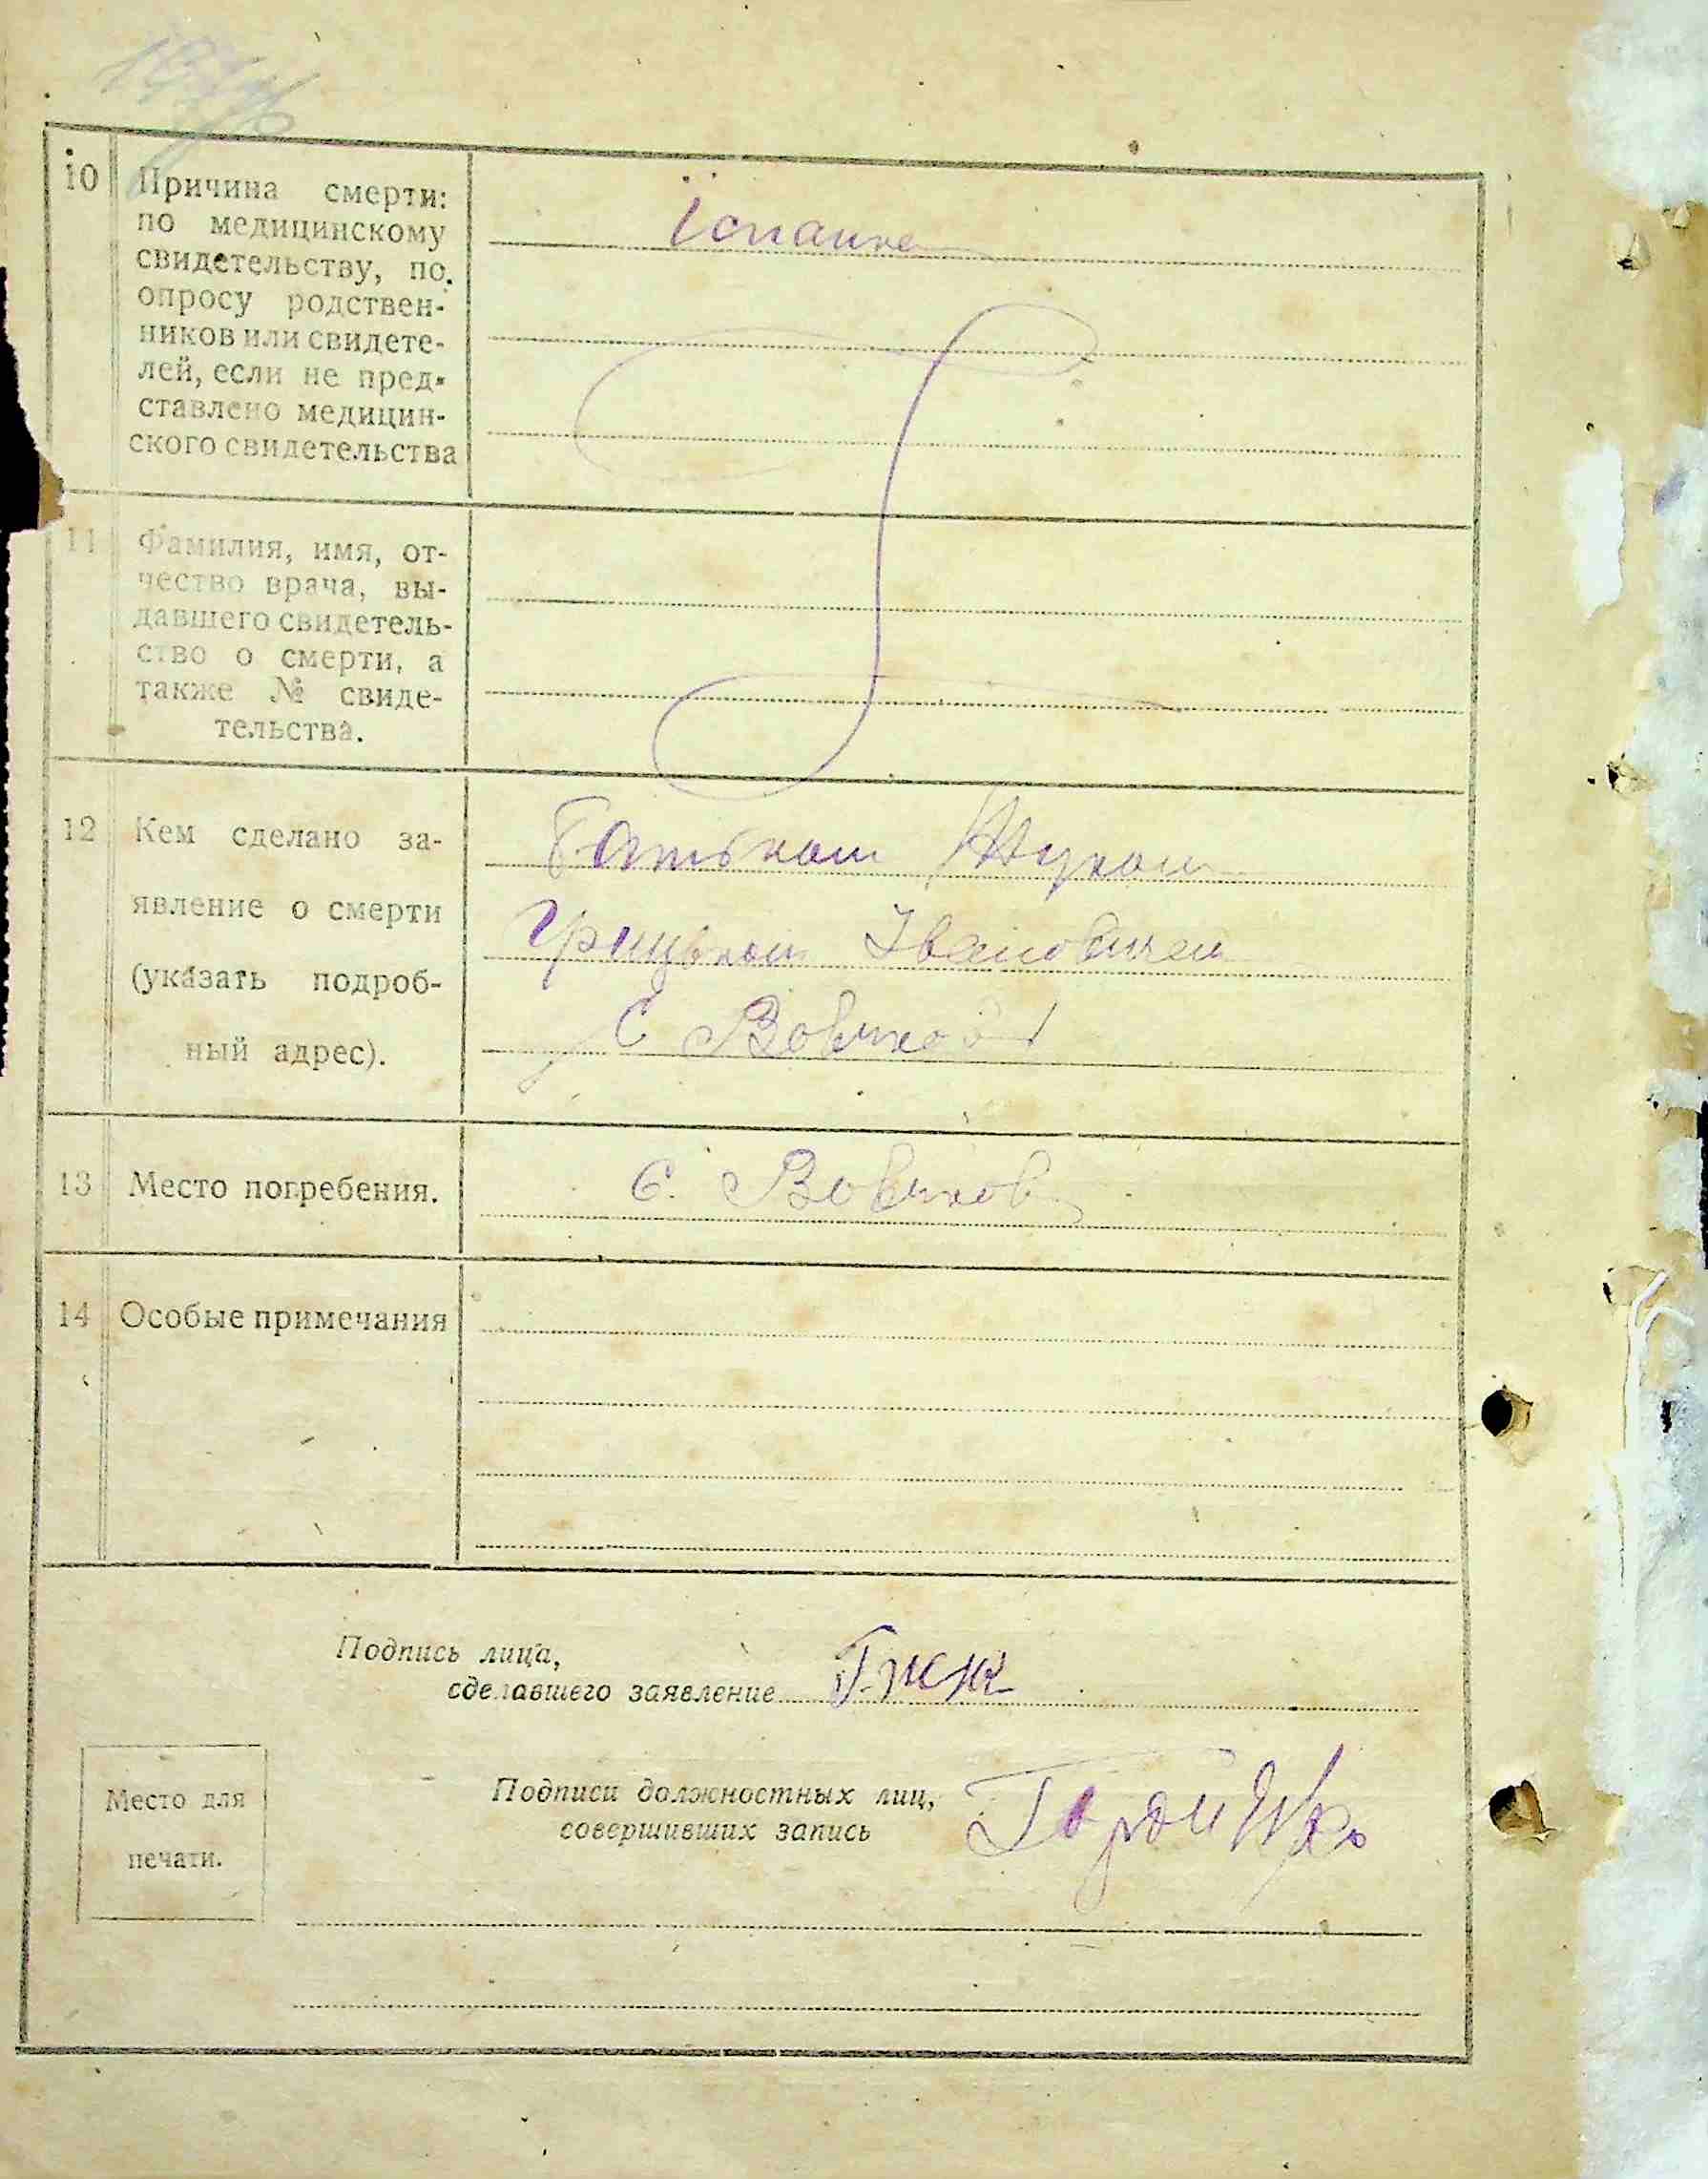 10
Причина смерти:
по медицинскому
свидетельству, по
опросу родствен-
ников или свидете-
лей, если не пред-
ставлено медицин-
ского свидетельства
іспанка
11
Фамилия, имя, от-
чество врача, вы-
давшего свидетель-
ство о смерти, а
также № свиде-
тельства.
12
Кем сделано за-
явление о смерти
(указать подроб-
ный адрес).
Батьком Жуком
Грицьком Івановичем
С Вовчков
13
Место погребения.
С. Вовчков
14
Особые примечания
Подпись лица,
сделавшего заявление
Подписи должностных лиц,
совершивших запись
Место для
печати.